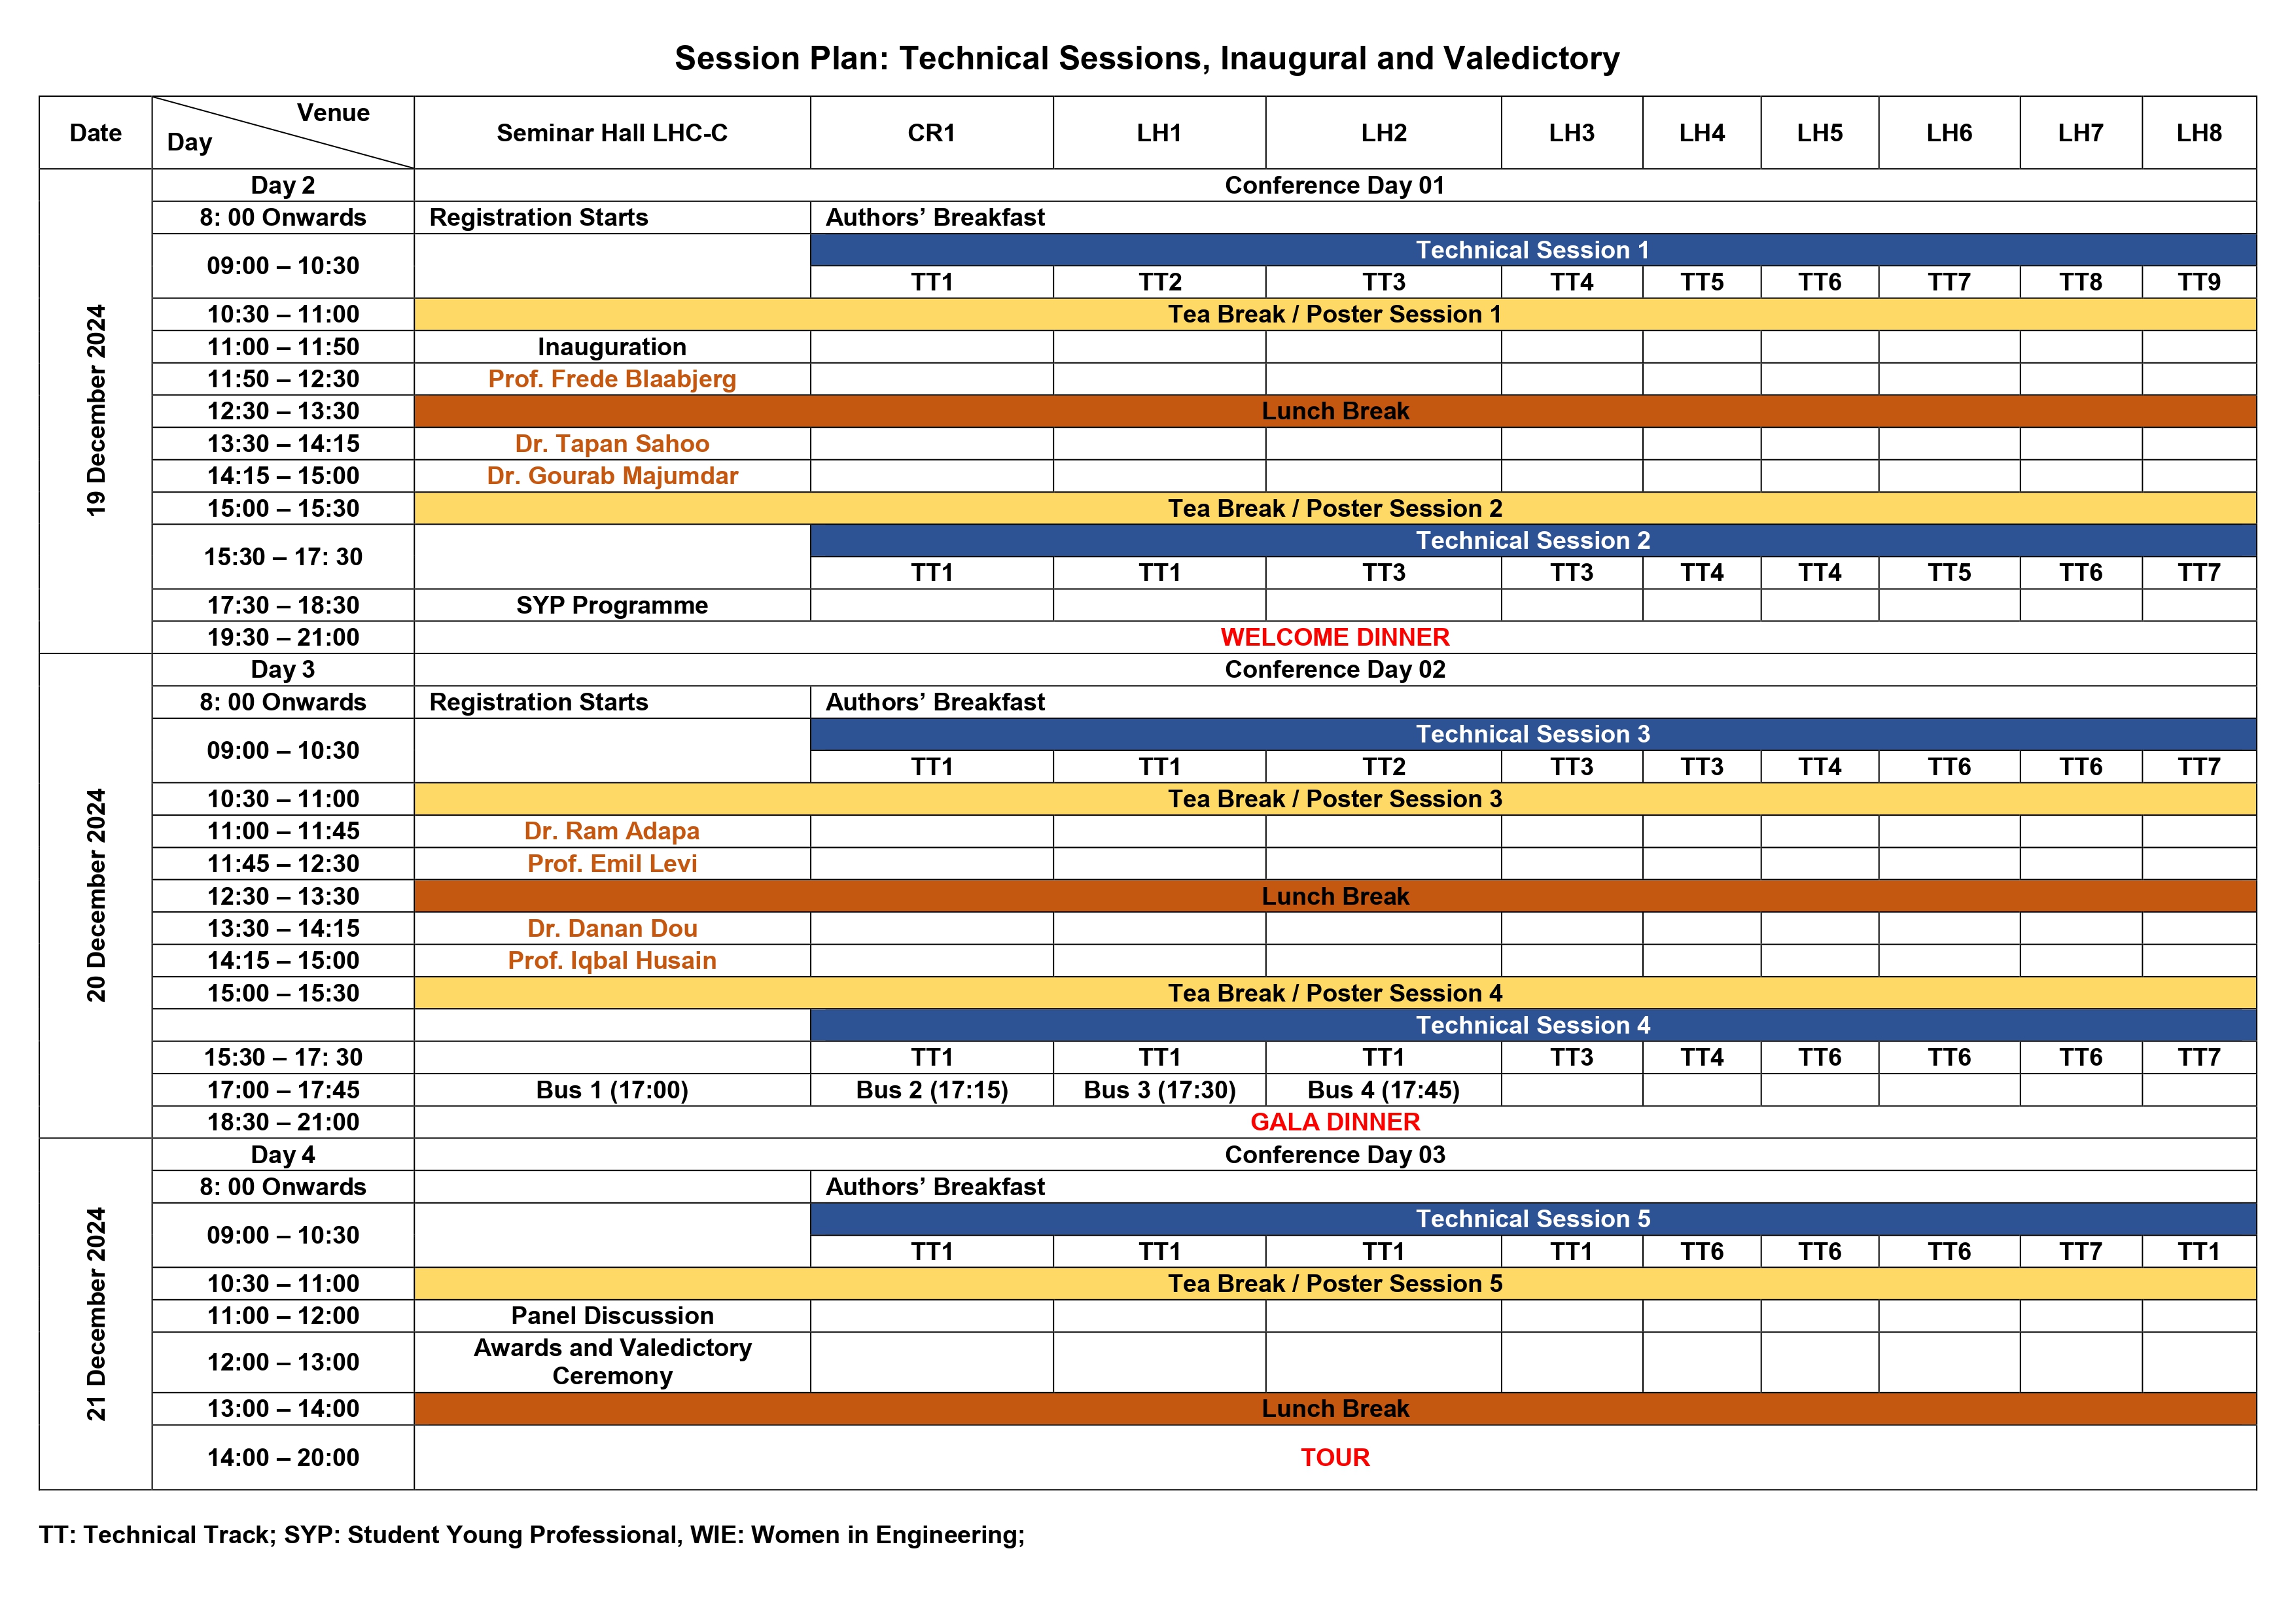 Session Plan: Technical Sessions, Inaugural and Valedictory
Date Venue Day Seminar Hall LHC-C CR1 LH1 LH2 LH3 LH4 LH5 LH6 LH7 LH8
19 December 2024
Day 2 Conference Day 01
8: 00 Onwards Registration Starts Authors’ Breakfast
09:00 – 10:30 Technical Session 1
TT1 TT2 TT3 TT4 TT5 TT6 TT7 TT8 TT9
10:30 – 11:00 Tea Break / Poster Session 1
11:00 – 11:50 Inauguration
11:50 – 12:30 Prof. Frede Blaabjerg
12:30 – 13:30 Lunch Break
13:30 – 14:15 Dr. Tapan Sahoo
14:15 – 15:00 Dr. Gourab Majumdar
15:00 – 15:30 Tea Break / Poster Session 2
15:30 – 17: 30 Technical Session 2
TT1 TT1 TT3 TT3 TT4 TT4 TT5 TT6 TT7
17:30 – 18:30 SYP Programme
19:30 – 21:00 WELCOME DINNER
20 December 2024
Day 3 Conference Day 02
8: 00 Onwards Registration Starts Authors’ Breakfast
09:00 – 10:30 Technical Session 3
TT1 TT1 TT2 TT3 TT3 TT4 TT6 TT6 TT7
10:30 – 11:00 Tea Break / Poster Session 3
11:00 – 11:45 Dr. Ram Adapa
11:45 – 12:30 Prof. Emil Levi
12:30 – 13:30 Lunch Break
13:30 – 14:15 Dr. Danan Dou
14:15 – 15:00 Prof. Iqbal Husain
15:00 – 15:30 Tea Break / Poster Session 4
Technical Session 4
15:30 – 17: 30 TT1 TT1 TT1 TT3 TT4 TT6 TT6 TT6 TT7
17:00 – 17:45 Bus 1 (17:00) Bus 2 (17:15) Bus 3 (17:30) Bus 4 (17:45)
18:30 – 21:00 GALA DINNER
21 December 2024
Day 4 Conference Day 03
8: 00 Onwards Authors’ Breakfast
09:00 – 10:30 Technical Session 5
TT1 TT1 TT1 TT1 TT6 TT6 TT6 TT7 TT1
10:30 – 11:00 Tea Break / Poster Session 5
11:00 – 12:00 Panel Discussion
12:00 – 13:00 Awards and Valedictory
Ceremony
13:00 – 14:00 Lunch Break
14:00 – 20:00 TOUR
TT: Technical Track; SYP: Student Young Professional, WIE: Women in Engineering;